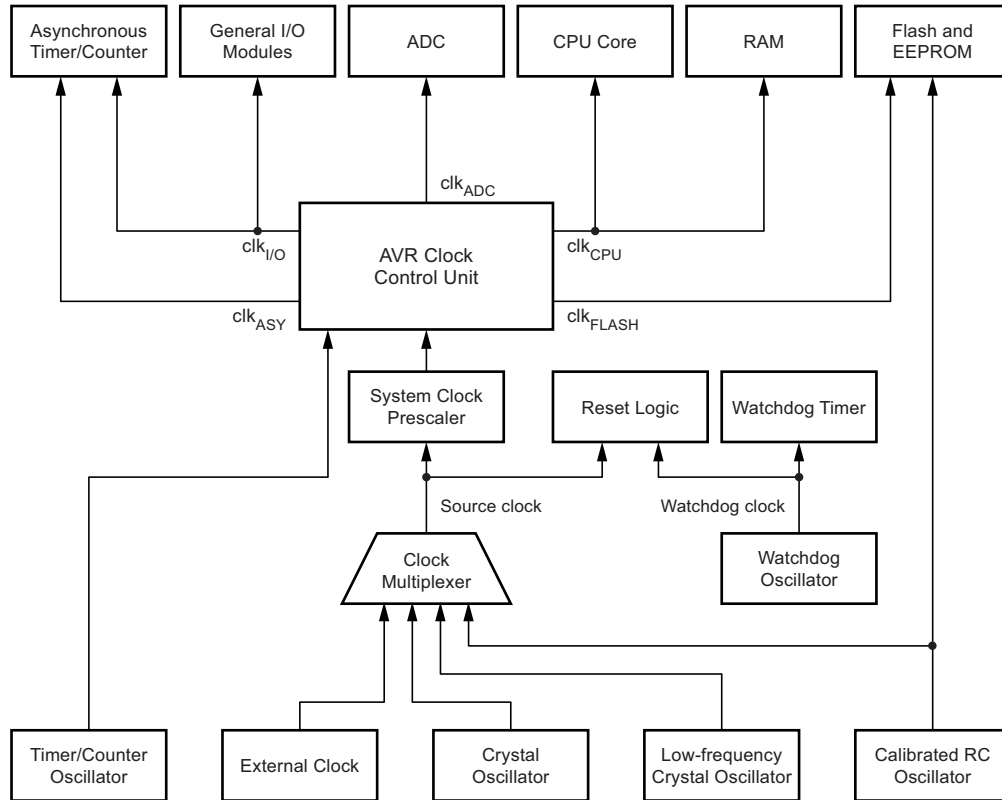 Asynchronous
Timer/Counter
General I/O
Modules
ADC
CPU Core
RAM
Flash and
EEPROM
clkADC
clkI/O
AVR Clock
Control Unit
clkCPU
clkASY
clkFLASH
System Clock
Prescaler
Reset Logic
Watchdog Timer
Source clock
Watchdog clock
Clock
Multiplexer
Watchdog
Oscillator
Timer/Counter
Oscillator
External Clock
Crystal
Oscillator
Low-frequency
Crystal Oscillator
Calibrated RC
Oscillator